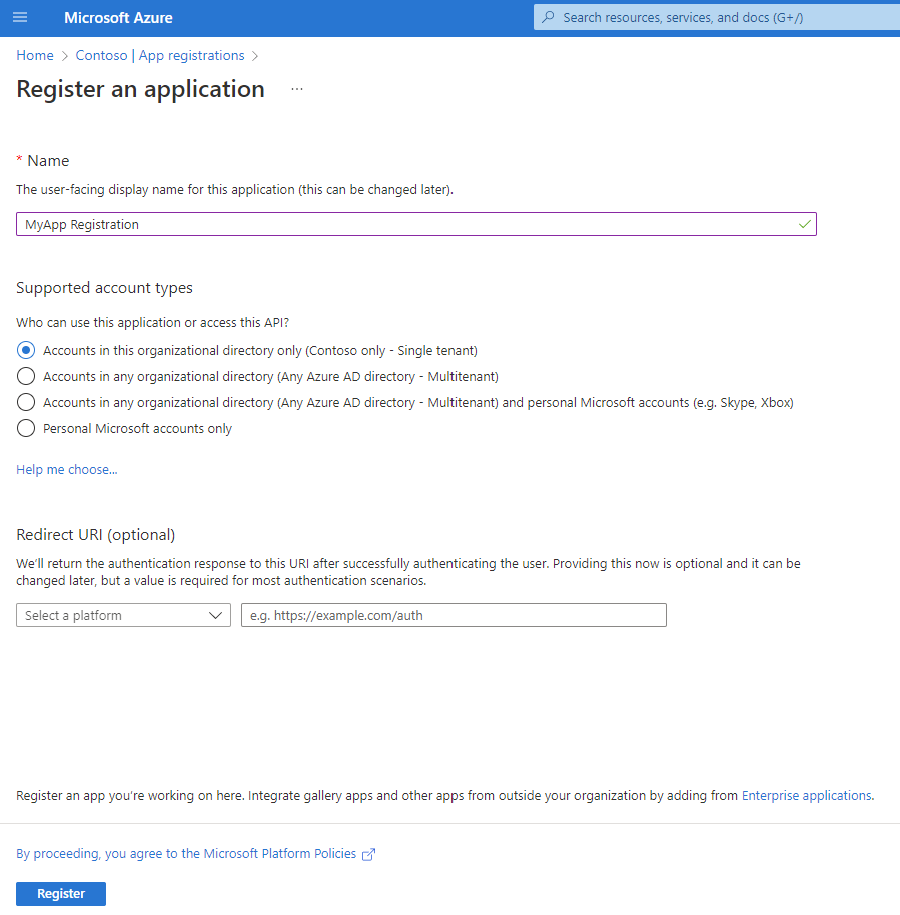 Microsoft Azure
Search resources, services, and docs (G+/)
Home > Contoso | App registrations >
Register an application ...
* Name
The user-facing display name for this application (this can be changed later).
MyApp Registration
Supported account types
Who can use this application or access this API?
Accounts in this organizational directory only (Contoso only - Single tenant)
Accounts in any organizational directory (Any Azure AD directory - Multitenant)
Accounts in any organizational directory (Any Azure AD directory - Multitenant) and personal Microsoft accounts (e.g. Skype, Xbox)
Personal Microsoft accounts only
Help me choose...
Redirect URI (optional)
We'll return the authentication response to this URI after successfully authenticating the user. Providing this now is optional and it can be
changed later, but a value is required for most authentication scenarios.
Select a platform
e.g. https://example.com/auth
Register an app you're working on here. Integrate gallery apps and other apps from outside your organization by adding from Enterprise applications.
By proceeding, you agree to the Microsoft Platform Policies
Register